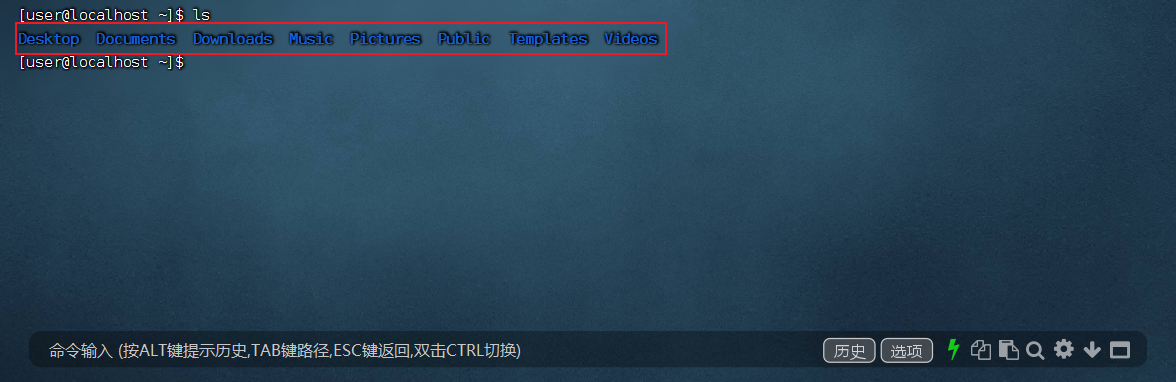 [user@localhost ~]$ ls
Desktop  Documents  Downloads  Music  Pictures  Public  Templates  Videos
[user@localhost ~]$
命令输入 (按ALT键提示历史,TAB键路径,ESC键返回,双击CTRL切换)  历史  选项